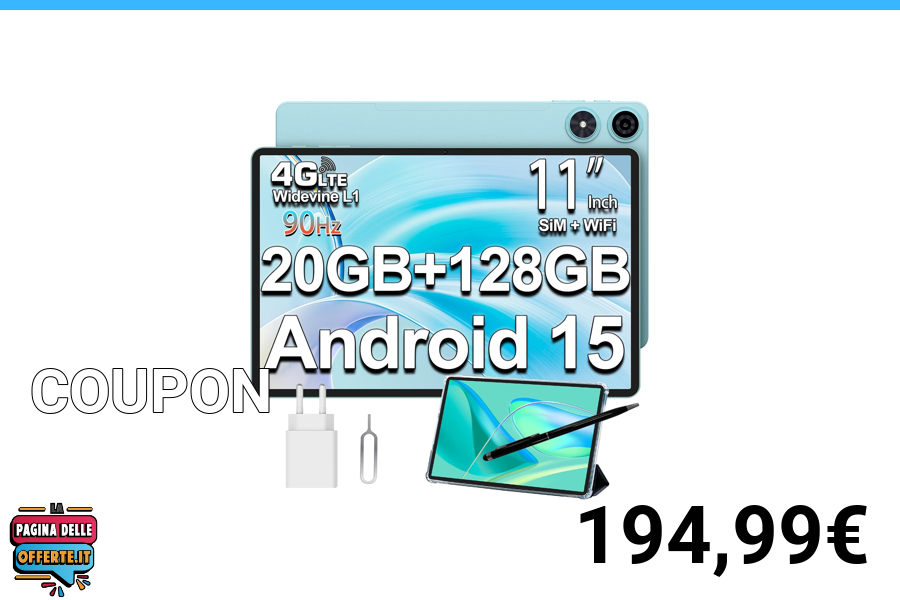 4G LTE
Widevine L1
90Hz
11” Inch
SiM + WiFi
20GB+128GB
Android 15
COUPON
194,99€
LA
PAGINA DELLE
OFFERTE.IT